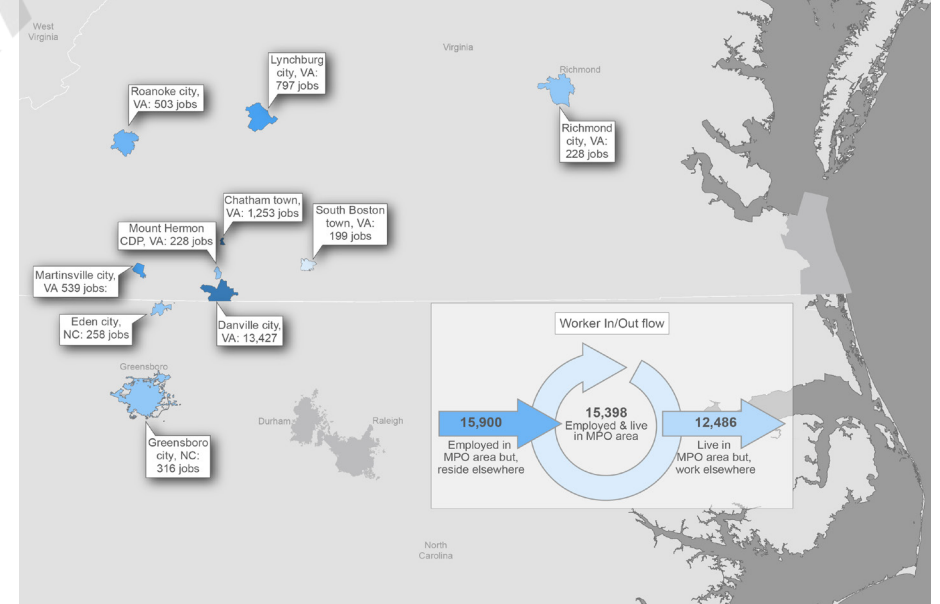 West
Virginia
Virginia
Lynchburg
city, VA:
797 jobs
Roanoke city,
VA: 503 jobs
Richmond
Richmond
city, VA:
228 jobs
Chatham town,
VA: 1,253 jobs
South Boston
town, VA:
199 jobs
Mount Hermon
CDP, VA: 228 jobs
Martinsville city,
VA 539 jobs:
Eden city,
NC: 258 jobs
Danville city,
VA: 13,427
Greensboro
Greensboro
city, NC:
316 jobs
Durham
Raleigh
North
Carolina
Worker In/Out flow
15,900
Employed in
MPO area but,
reside elsewhere
15,398
Employed & live
in MPO area
12,486
Live in
MPO area but,
work elsewhere